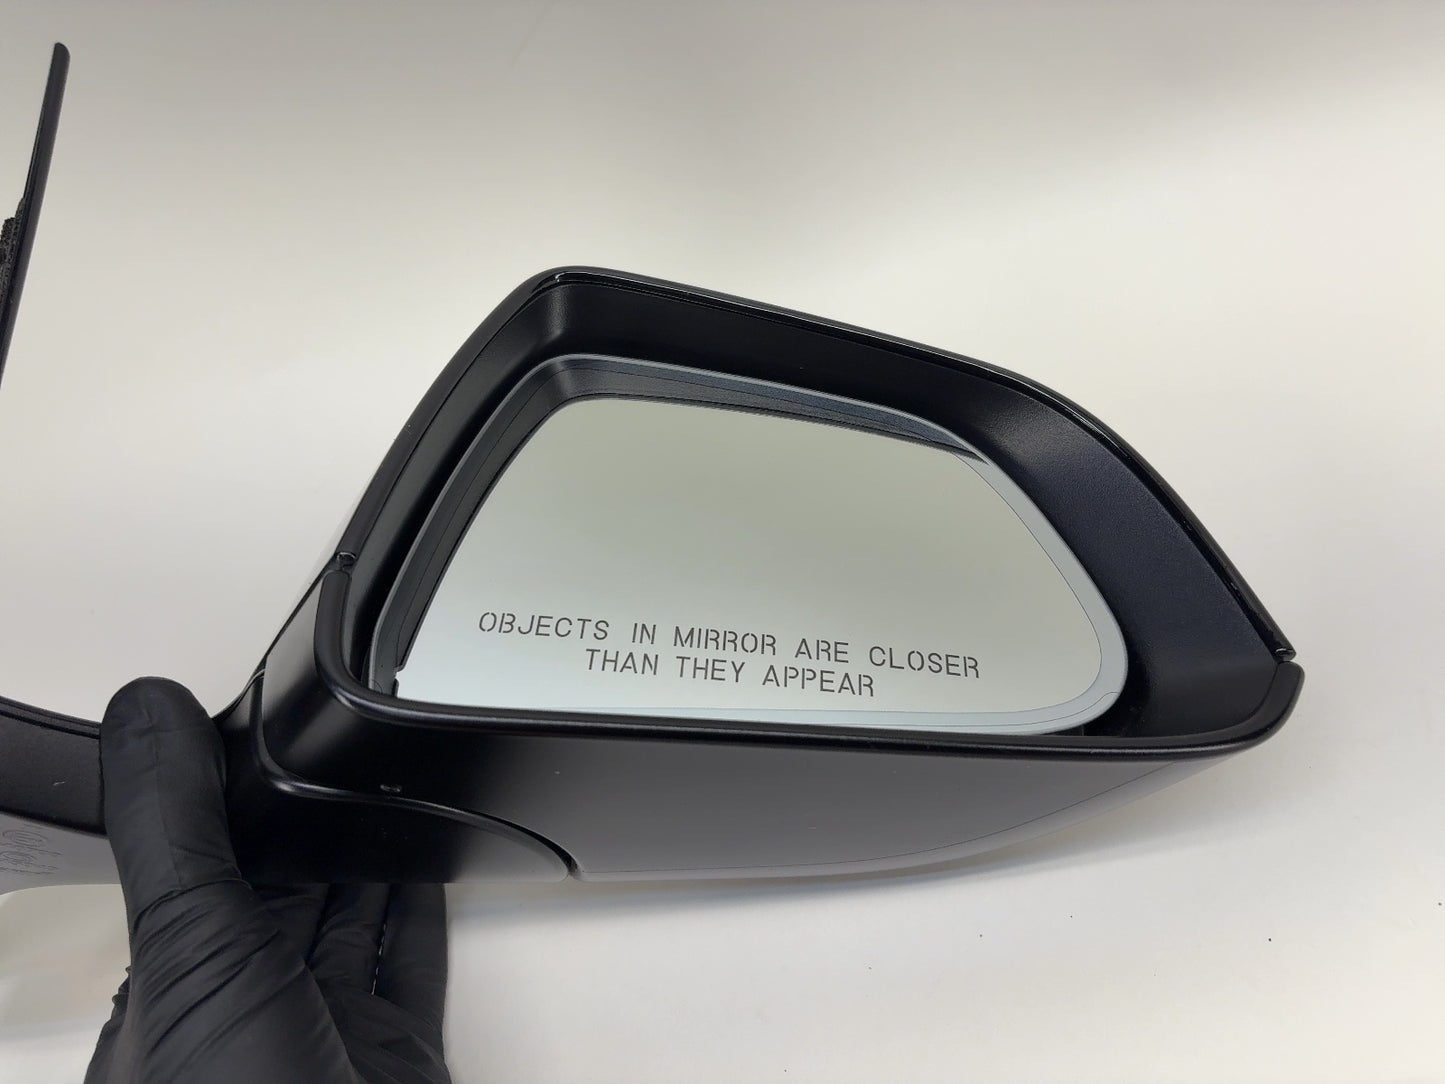 OBJECTS IN MIRROR ARE CLOSER
THAN THEY APPEAR